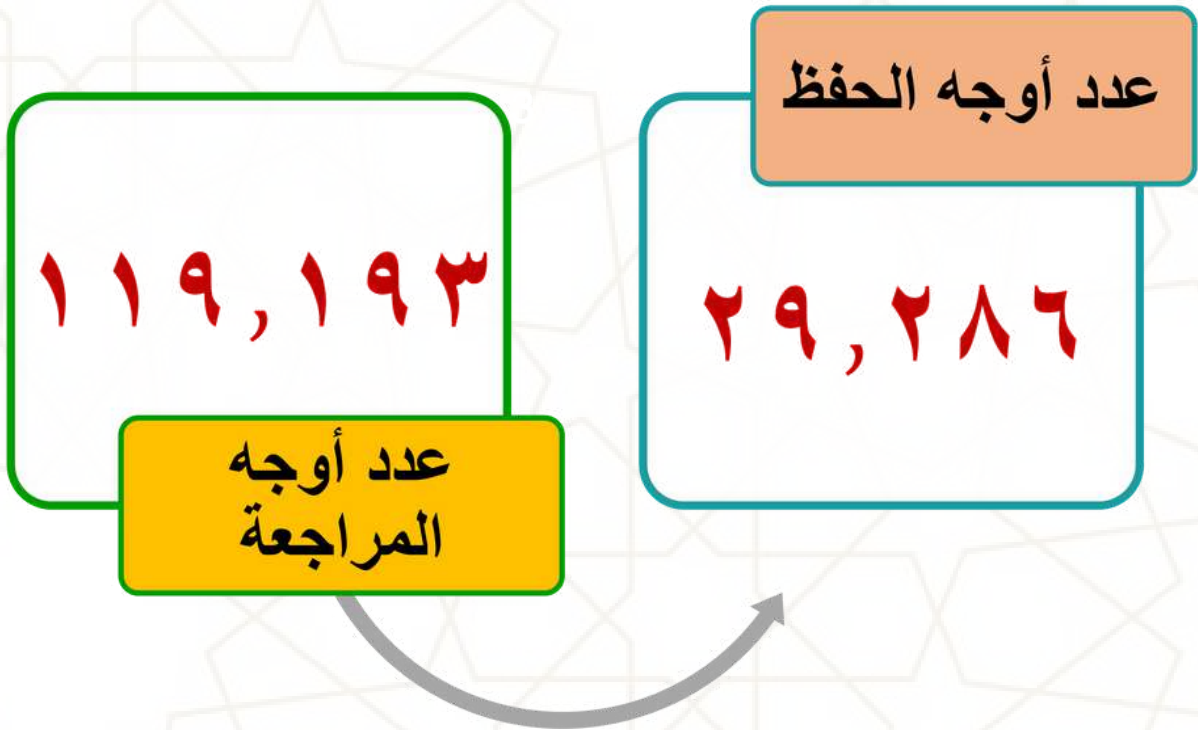 عدد أوجه الحفظ
٢٩,٢٨٦
١١٩,١٩٣
عدد أوجه
المراجعة